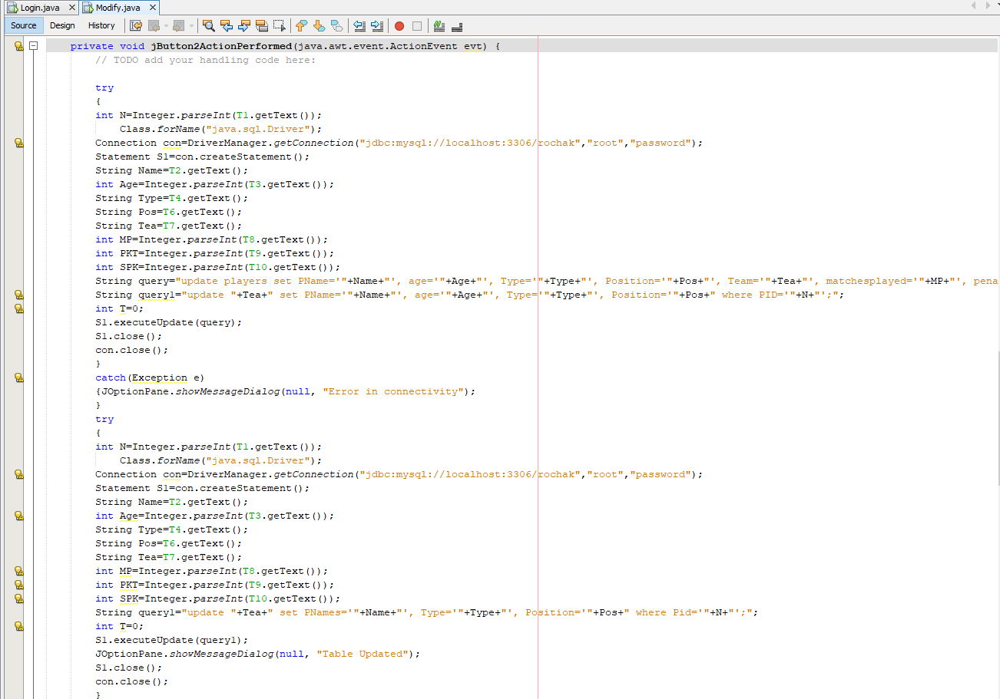 Login.java Modify.java
Source Design History
private void jButton2ActionPerformed(java.awt.event.ActionEvent evt) {
// TODO add your handling code here:
try
{
int N=Integer.parseInt(T1.getText());
Class.forName("java.sql.Driver");
Connection con=DriverManager.getConnection("jdbc:mysql://localhost:3306/rochak","root","password");
Statement S1=con.createStatement();
String Name=T2.getText();
int Age=Integer.parseInt(T3.getText());
String Type=T4.getText();
String Pos=T6.getText();
String Tea=T7.getText();
int MP=Integer.parseInt(T8.getText());
int PKT=Integer.parseInt(T9.getText());
int SPK=Integer.parseInt(T10.getText());
String query="update players set PName='"+Name+"', age='"+Age+"', Type='"+Type+"', Position='"+Pos+"', Team='"+Tea+"', matchesplayed='"+MP+"', pena
String query1="update "+Tea+" set PName='"+Name+"', age='"+Age+"', Type='"+Type+"', Position='"+Pos+" where PID='"+N+"';";
int T=0;
S1.executeUpdate(query);
S1.close();
con.close();
}
catch(Exception e)
{JOptionPane.showMessageDialog(null, "Error in connectivity");
}
try
{
int N=Integer.parseInt(T1.getText());
Class.forName("java.sql.Driver");
Connection con=DriverManager.getConnection("jdbc:mysql://localhost:3306/rochak","root","password");
Statement S1=con.createStatement();
String Name=T2.getText();
int Age=Integer.parseInt(T3.getText());
String Type=T4.getText();
String Pos=T6.getText();
String Tea=T7.getText();
int MP=Integer.parseInt(T8.getText());
int PKT=Integer.parseInt(T9.getText());
int SPK=Integer.parseInt(T10.getText());
String query1="update "+Tea+" set PNames='"+Name+"', Type='"+Type+"', Position='"+Pos+" where Pid='"+N+"';";
int T=0;
S1.executeUpdate(query1);
JOptionPane.showMessageDialog(null, "Table Updated");
S1.close();
con.close();
}